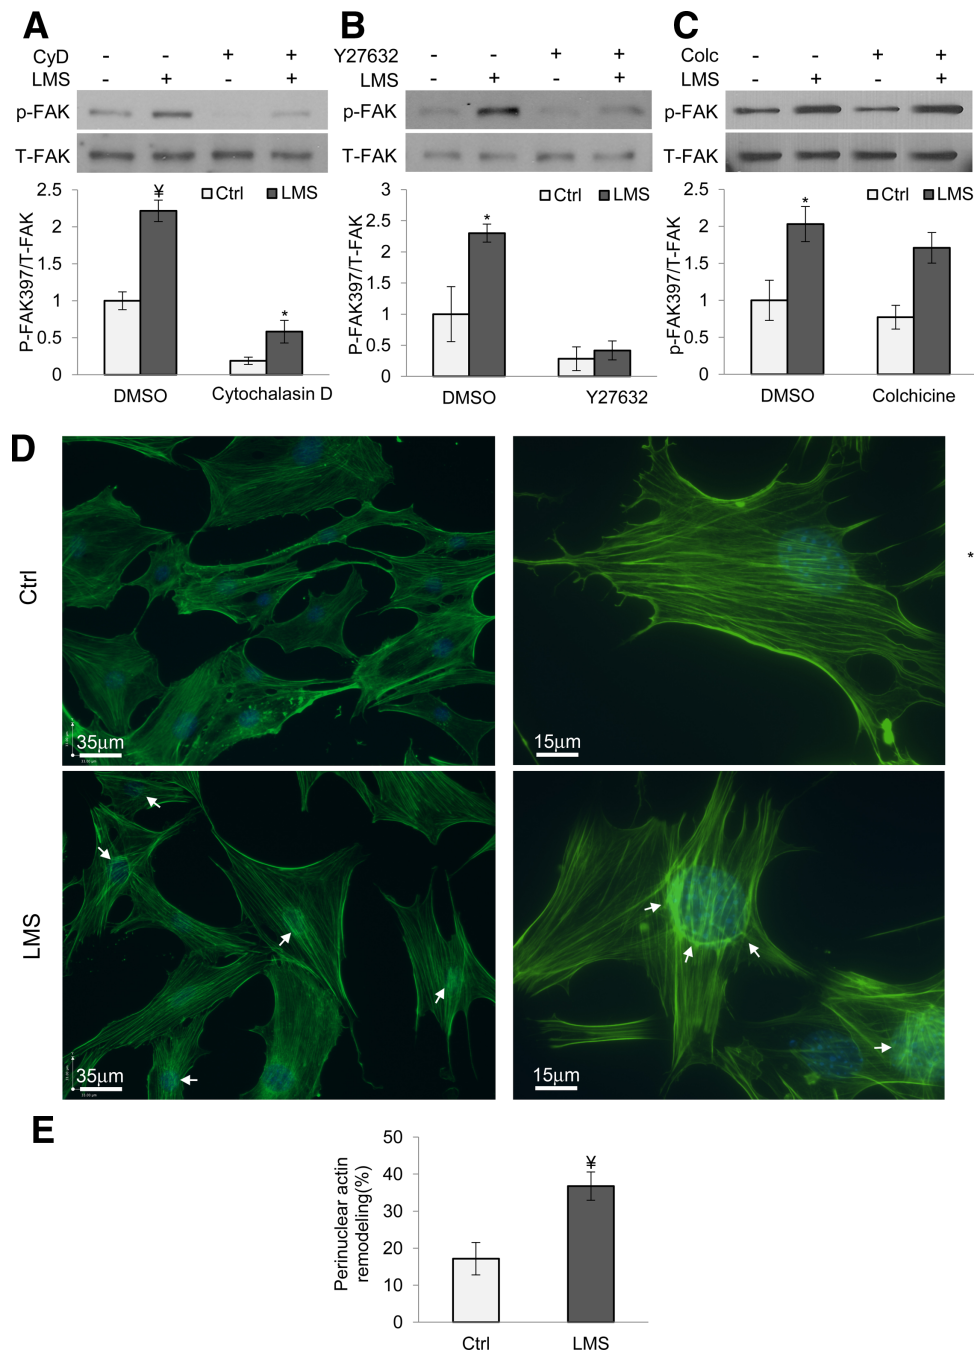 A
CyD - - + +
LMS - + - +
p-FAK
T-FAK
P-FAK397/T-FAK
2.5
2
1.5
1
0.5
0
Ctrl LMS
¥
*
DMSO Cytochalasin D
B
Y27632 - - + +
LMS - + - +
p-FAK
T-FAK
P-FAK397/T-FAK
3
2.5
2
1.5
1
0.5
0
Ctrl LMS
*
DMSO Y27632
C
Colc - - + +
LMS - + - +
p-FAK
T-FAK
p-FAK397/T-FAK
2.5
2
1.5
1
0.5
0
Ctrl LMS
*
DMSO Colchicine
D
Ctrl
35µm
15µm
*
LMS
35µm
15µm
E
Perinuclear actin
remodeling(%)
50
40
30
20
10
0
¥
Ctrl LMS